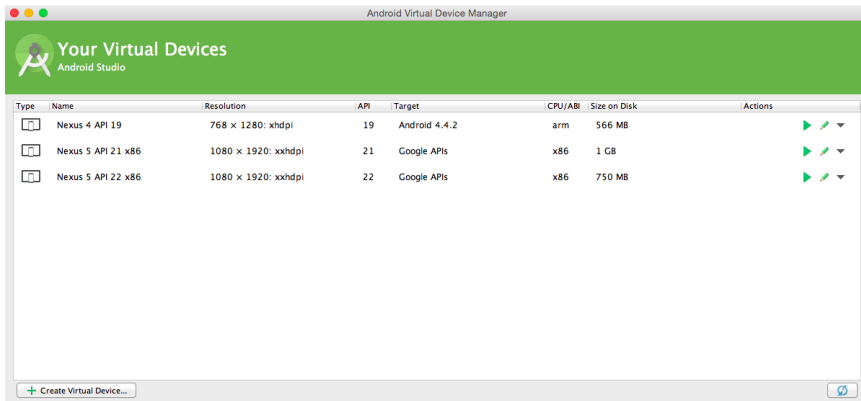 Android Virtual Device Manager
Your Virtual Devices
Android Studio
Type Name Resolution API Target CPU/ABI Size on Disk Actions
Nexus 4 API 19 768 × 1280: xhdpi 19 Android 4.4.2 arm 566 MB
Nexus 5 API 21 x86 1080 × 1920: xxhdpi 21 Google APIs x86 1 GB
Nexus 5 API 22 x86 1080 × 1920: xxhdpi 22 Google APIs x86 750 MB
Create Virtual Device...